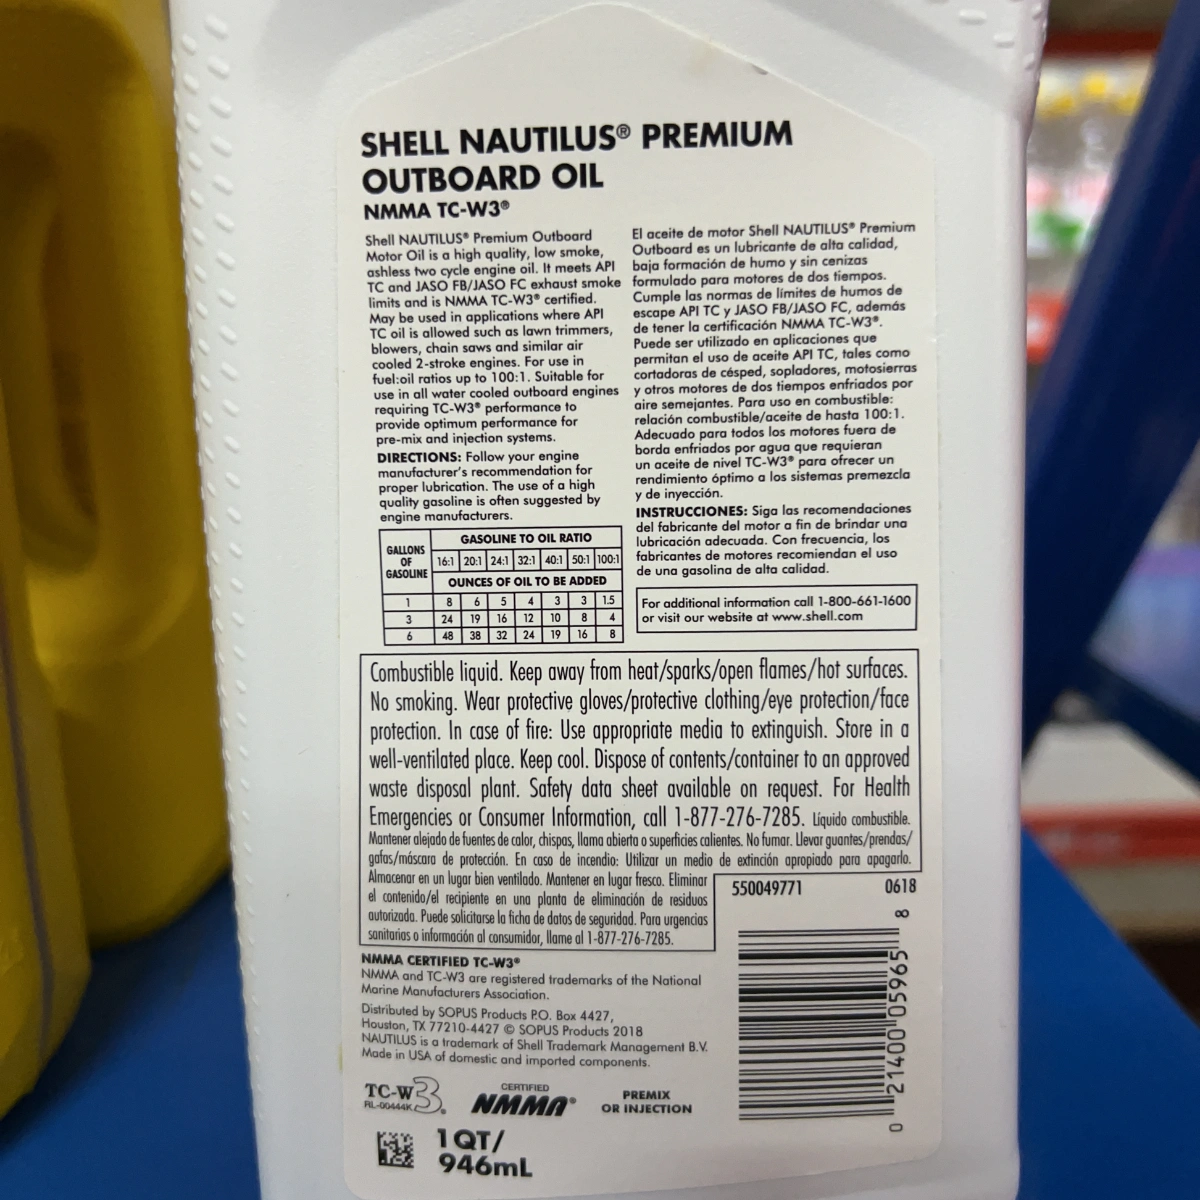 SHELL NAUTILUS® PREMIUM
OUTBOARD OIL
NMMA TC-W3®
Shell NAUTILUS® Premium Outboard
Motor Oil is a high quality, low smoke,
ashless two cycle engine oil. It meets API
TC and JASO FB/JASO FC exhaust smoke
limits and is NMMA TC-W3® certified.
May be used in applications where API
TC oil is allowed such as lawn trimmers,
blowers, chain saws and similar air
cooled 2-stroke engines. For use in
fuel:oil ratios up to 100:1. Suitable for
use in all water cooled outboard engines
requiring TC-W3® performance to
provide optimum performance for
pre-mix and injection systems.
DIRECTIONS: Follow your engine
manufacturer's recommendation for
proper lubrication. The use of a high
quality gasoline is often suggested by
engine manufacturers.
GALLONS OF GASOLINE
GASOLINE TO OIL RATIO
16:1 20:1 24:1 32:1 40:1 50:1 100:1
OUNCES OF OIL TO BE ADDED
1 8 6 5 4 3 3 1.5
3 24 19 16 12 10 8 4
6 48 38 32 24 19 16 8
El aceite de motor Shell NAUTILUS® Premium
Outboard es un lubricante de alta calidad,
baja formación de humo y sin cenizas
formulado para motores de dos tiempos.
Cumple las normas de límites de humos de
escape API TC y JASO FB/JASO FC, además
de tener la certificación NMMA TC-W3®.
Puede ser utilizado en aplicaciones que
permitan el uso de aceite API TC, tales como
cortadoras de césped, sopladores, motosierras
y otros motores de dos tiempos enfriados por
aire semejantes. Para uso en combustible:
relación combustible/aceite de hasta 100:1.
Adecuado para todos los motores fuera de
borda enfriados por agua que requieran
un aceite de nivel TC-W3® para ofrecer un
rendimiento óptimo a los sistemas premezcla
y de inyección.
INSTRUCCIONES: Siga las recomendaciones
del fabricante del motor a fin de brindar una
lubricación adecuada. Con frecuencia, los
fabricantes de motores recomiendan el uso
de una gasolina de alta calidad.
For additional information call 1-800-661-1600
or visit our website at www.shell.com
Combustible liquid. Keep away from heat/sparks/open flames/hot surfaces.
No smoking. Wear protective gloves/protective clothing/eye protection/face
protection. In case of fire: Use appropriate media to extinguish. Store in a
well-ventilated place. Keep cool. Dispose of contents/container to an approved
waste disposal plant. Safety data sheet available on request. For Health
Emergencies or Consumer Information, call 1-877-276-7285. Líquido combustible.
Mantener alejado de fuentes de calor, chispas, llama abierta o superficies calientes. No fumar. Llevar guantes/prendas/
gafas/máscara de protección. En caso de incendio: Utilizar un medio de extinción apropiado para apagarlo.
Almacenar en un lugar bien ventilado. Mantener en lugar fresco. Eliminar
el contenido/el recipiente en una planta de eliminación de residuos
autorizada. Puede solicitarse la ficha de datos de seguridad. Para urgencias
sanitarias o información al consumidor, llame al 1-877-276-7285.
550049771 0618
0 21400 05965 8
NMMA CERTIFIED TC-W3®
NMMA and TC-W3 are registered trademarks of the National
Marine Manufacturers Association.
Distributed by SOPUS Products P.O. Box 4427,
Houston, TX 77210-4427 © SOPUS Products 2018
NAUTILUS is a trademark of Shell Trademark Management B.V.
Made in USA of domestic and imported components.
TC-W3®
RL-00444K
CERTIFIED
NMMA®
PREMIX
OR INJECTION
1 QT/
946mL